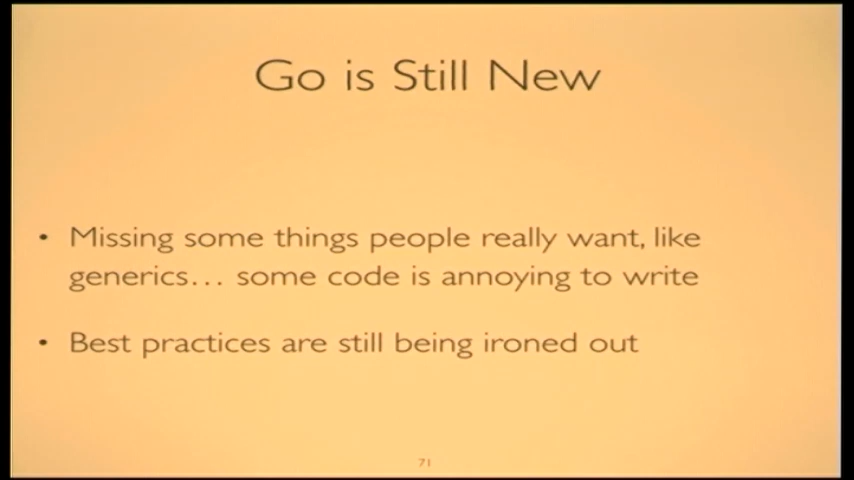 Go is Still New
• Missing some things people really want, like
generics… some code is annoying to write
• Best practices are still being ironed out
71